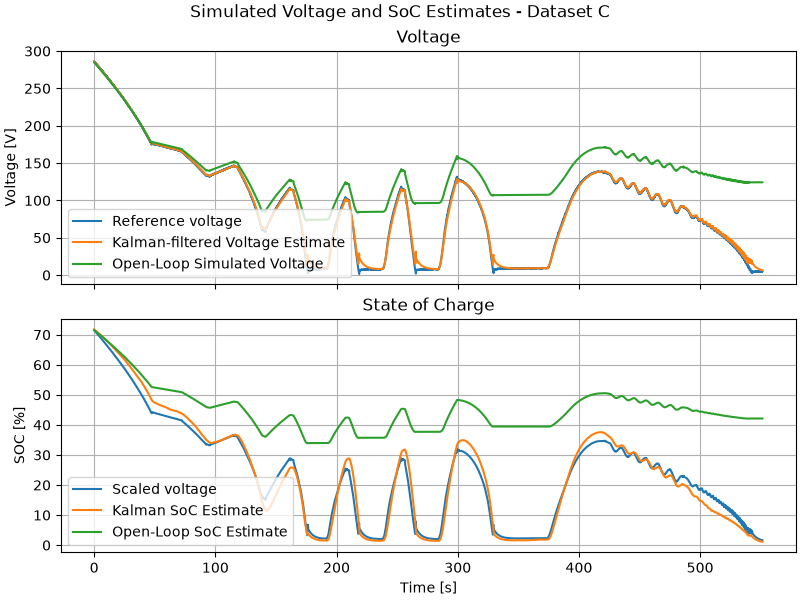 Simulated Voltage and SoC Estimates - Dataset C
Voltage
300
250
200
150
100
50
0
Voltage [V]
Reference voltage
Kalman-filtered Voltage Estimate
Open-Loop Simulated Voltage
State of Charge
70
60
50
40
30
20
10
0
SOC [%]
Scaled voltage
Kalman SoC Estimate
Open-Loop SoC Estimate
0 100 200 300 400 500
Time [s]